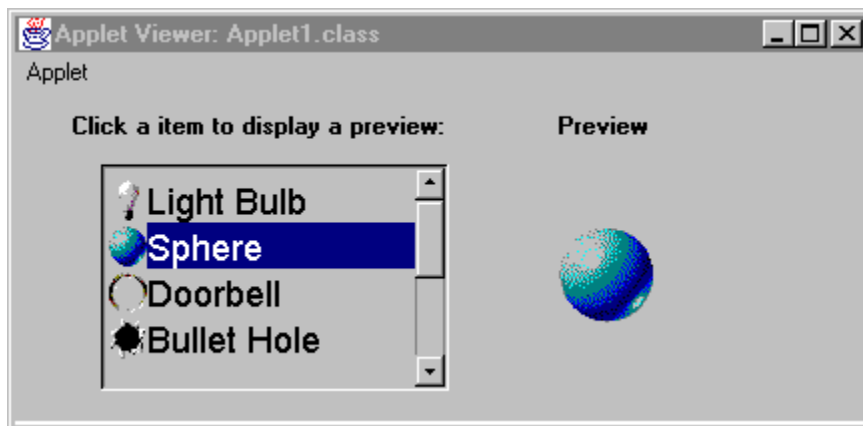 Applet Viewer: Applet1.class
Applet
Click a item to display a preview:
Preview
Light Bulb
Sphere
Doorbell
Bullet Hole